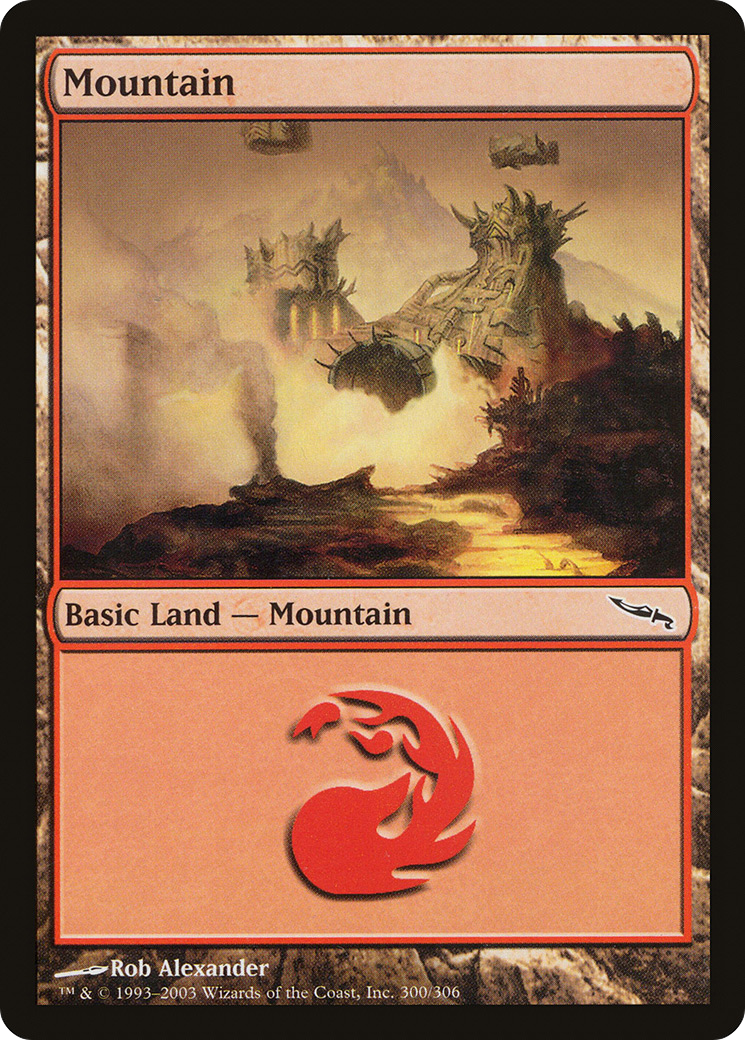 Mountain
Basic Land — Mountain
Rob Alexander
™ & © 1993–2003 Wizards of the Coast, Inc. 300/306